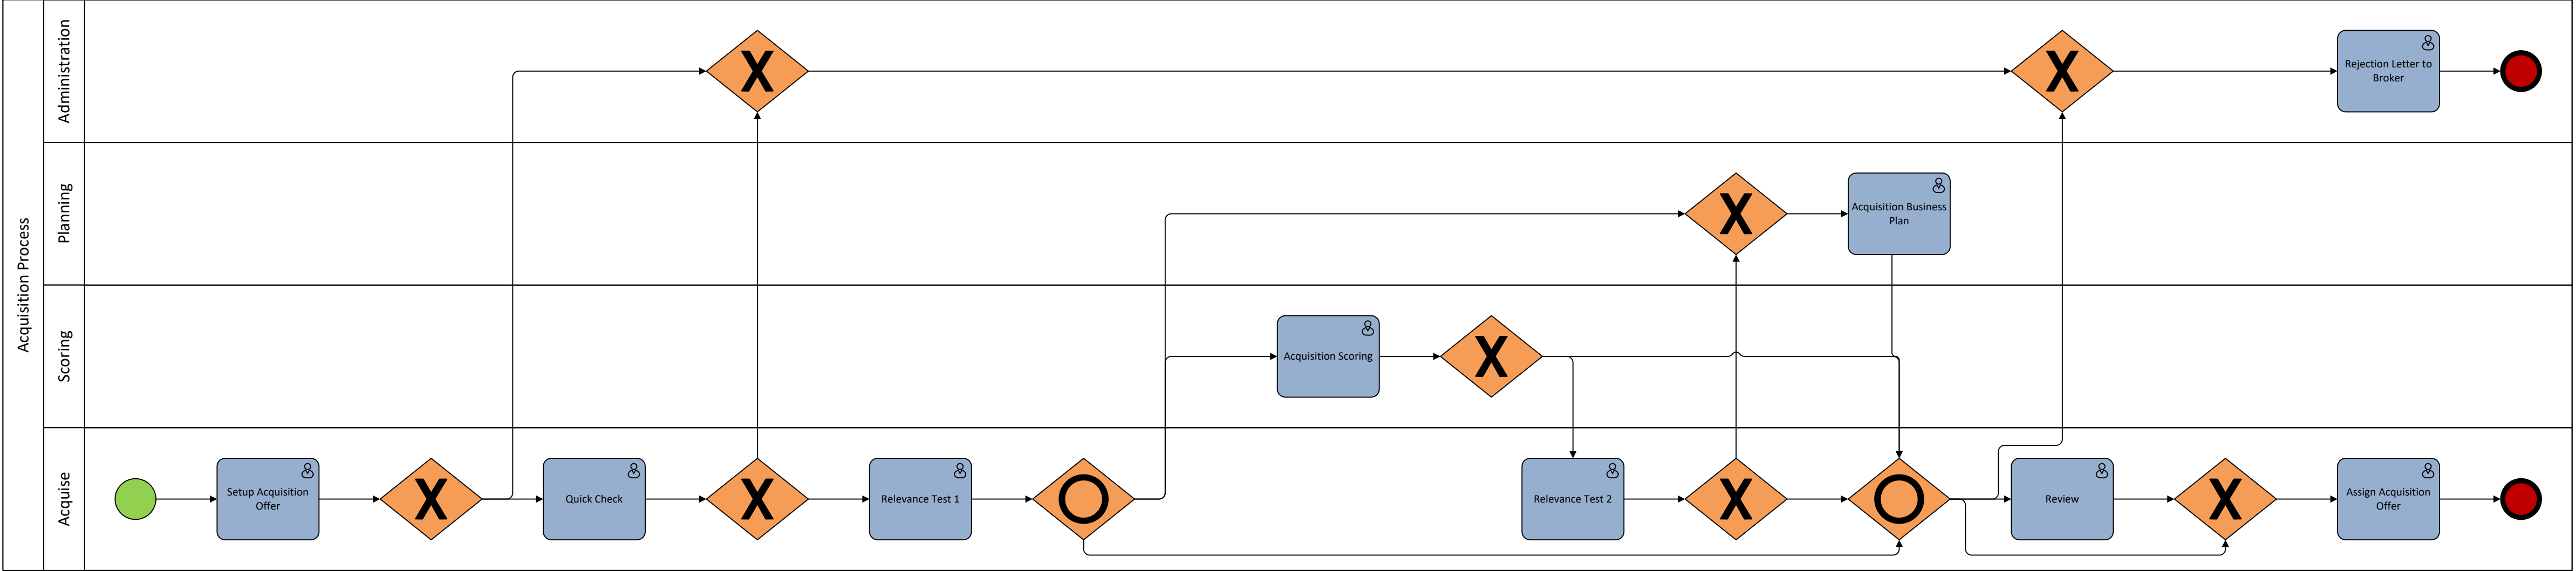 Acquisition Process
Administration
Rejection Letter to
Broker
Planning
Acquisition Business
Plan
Scoring
Acquisition Scoring
Acquise
Setup Acquisition
Offer
Quick Check
Relevance Test 1
Relevance Test 2
Review
Assign Acquisition
Offer